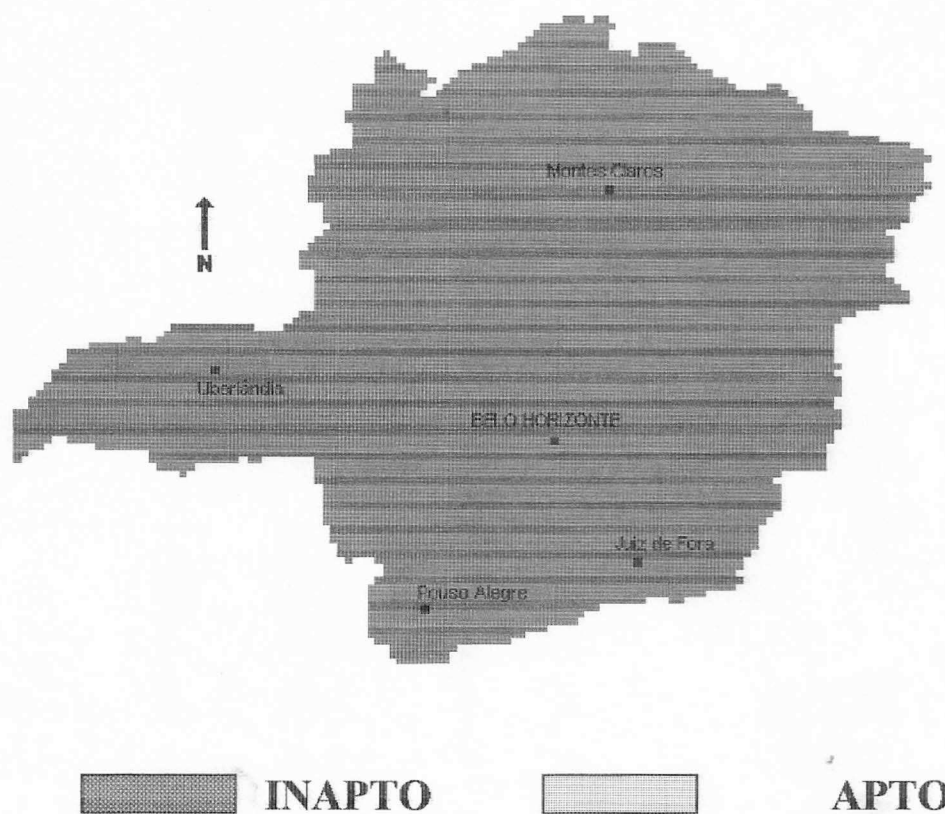 Montes Claros
N
Uberlândia
BELO HORIZONTE
Juiz de Fora
Pouso Alegre
INAPTO APTO